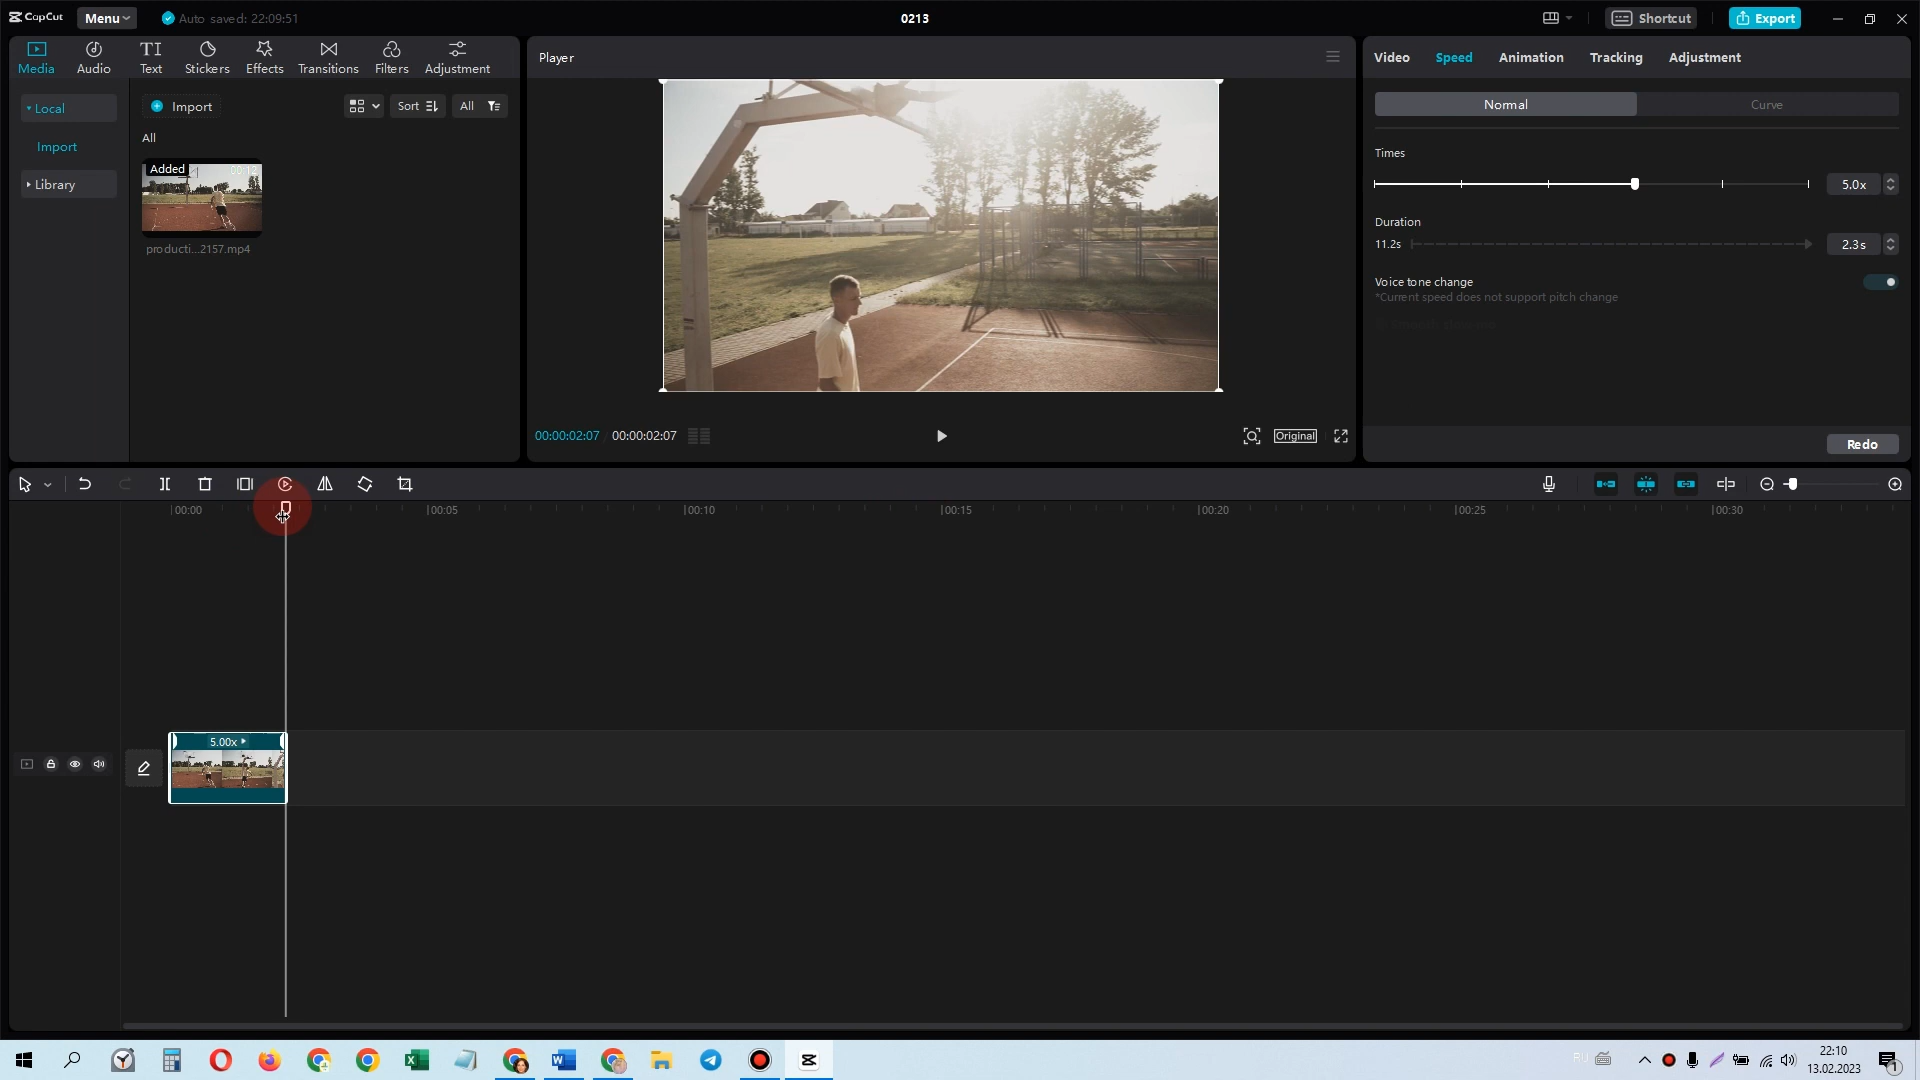 CapCut
Menu
Auto saved: 22:09:51
0213
Shortcut
Export
Media
Audio
Text
Stickers
Effects
Transitions
Filters
Adjustment
Local
Import
Library
Import
Sort
All
All
Added
00:12
producti...2157.mp4
Player
00:00:02:07
00:00:02:07
Original
Video
Speed
Animation
Tracking
Adjustment
Normal
Curve
Times
5.0x
Duration
11.2s
2.3s
Voice tone change
*Current speed does not support pitch change
Redo
00:00
00:05
00:10
00:15
00:20
00:25
00:30
5.00x
22:10
13.02.2023
1